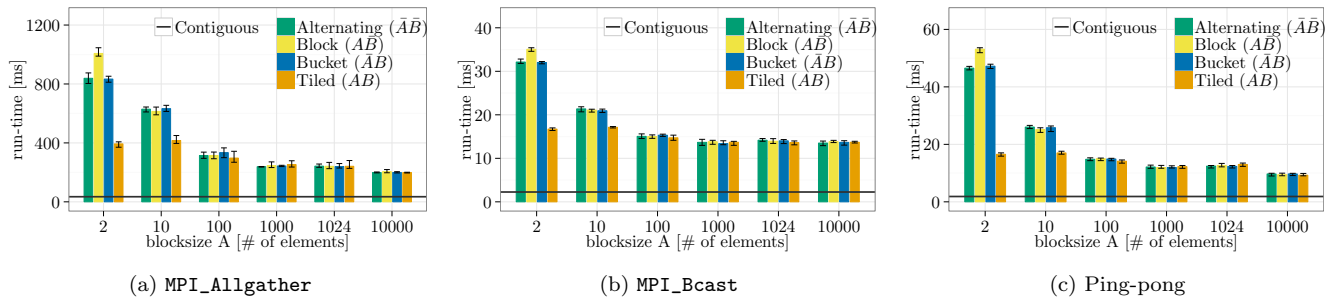 Contiguous
Alternating (ĀB̄)
Block (AB̄)
Bucket (ĀB)
Tiled (AB)
run-time [ms]
1200
800
400
0
2 10 100 1000 1024 10000
blocksize A [# of elements]
(a) MPI_Allgather
Contiguous
Alternating (ĀB̄)
Block (AB̄)
Bucket (ĀB)
Tiled (AB)
run-time [ms]
40
30
20
10
0
2 10 100 1000 1024 10000
blocksize A [# of elements]
(b) MPI_Bcast
Contiguous
Alternating (ĀB̄)
Block (AB̄)
Bucket (ĀB)
Tiled (AB)
run-time [ms]
60
40
20
0
2 10 100 1000 1024 10000
blocksize A [# of elements]
(c) Ping-pong